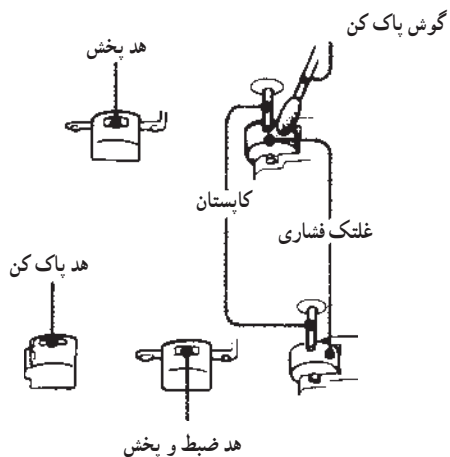 گوش پاک کن
هد پخش
کاپستان
غلتک فشاری
هد پاک کن
هد ضبط و پخش